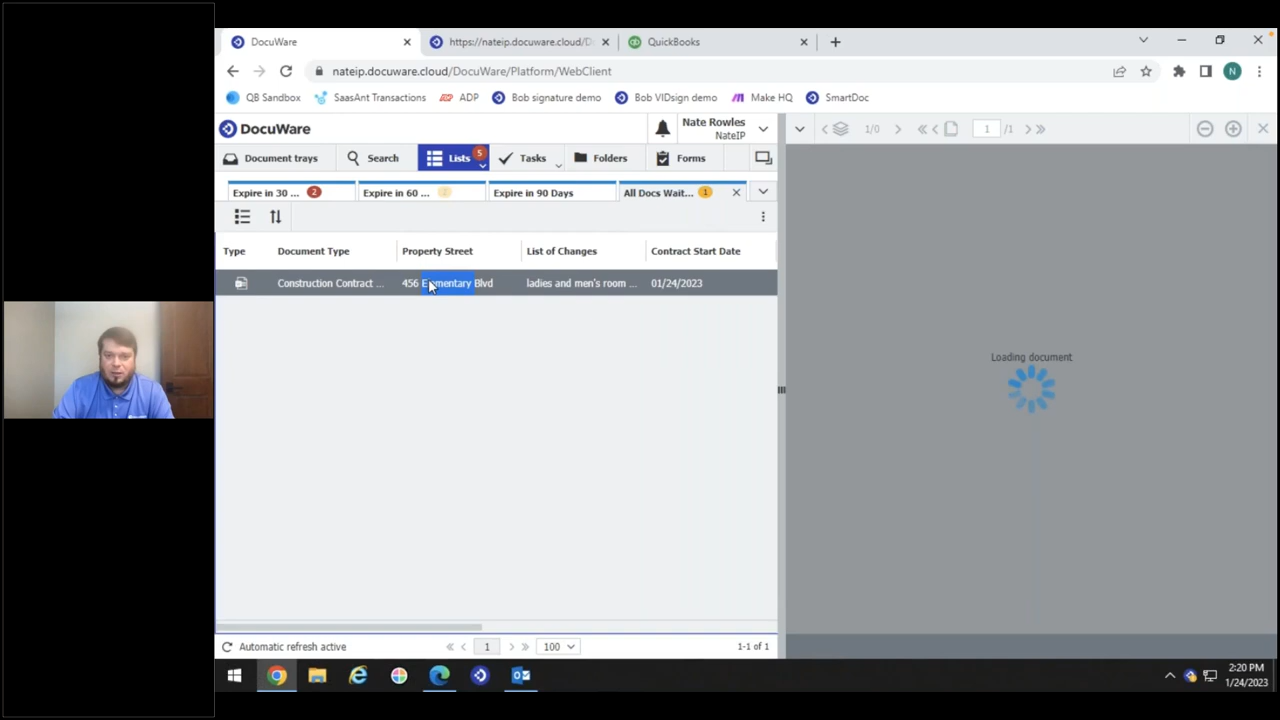 DocuWare
https://nateip.docuware.cloud/D
QuickBooks
nateip.docuware.cloud/DocuWare/Platform/WebClient
N
QB Sandbox
SaasAnt Transactions
ADP
Bob signature demo
Bob VIDsign demo
Make HQ
SmartDoc
DocuWare
Nate Rowles
NateIP
1/0
1
/1
Document trays
Search
Lists
5
Tasks
Folders
Forms
Expire in 30 ...
2
Expire in 60 ...
Expire in 90 Days
All Docs Wait...
1
Type
Document Type
Property Street
List of Changes
Contract Start Date
Construction Contract ...
456 Elementary Blvd
ladies and men's room ...
01/24/2023
Loading document
Automatic refresh active
1
100
1-1 of 1
2:20 PM
1/24/2023